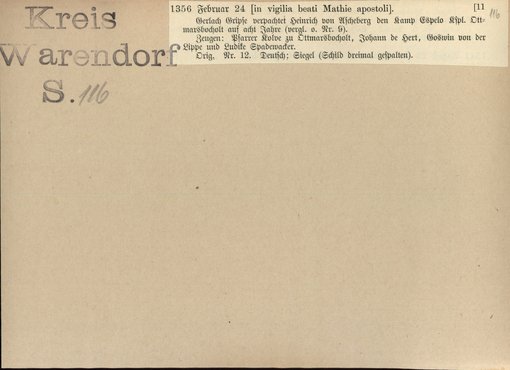 Kreis
Warendorf
S. 116
1356 Februar 24 [in vigilia beati Mathie apostoli]. [11
116
Gerlach Gripse verpachtet Heinrich von Ascheberg den Kamp Espelo Kspl. Ott-
marsbocholt auf acht Jahre (vergl. o. Nr. 9).
Zeugen: Pfarrer Kolve zu Ottmarsbocholt, Johann de Hert, Goswin von der
Lippe und Ludike Spadewacker.
Orig. Nr. 12. Deutsch; Siegel (Schild dreimal gespalten).